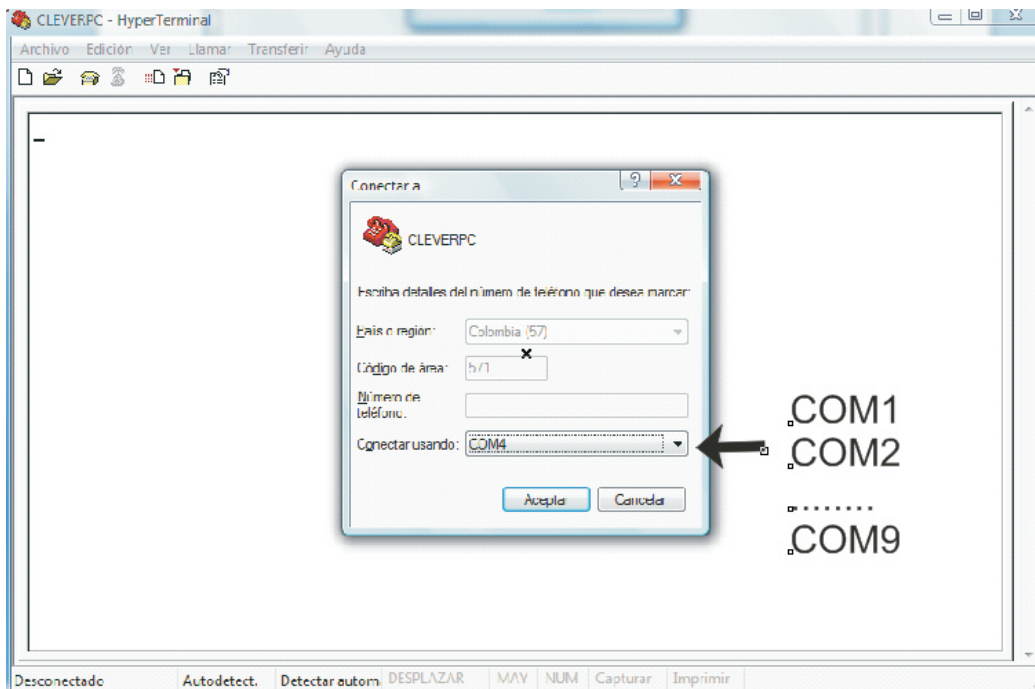 CLEVERPC - HyperTerminal
Archivo Edición Ver Llamar Transferir Ayuda
Conectar a
CLEVERPC
Escriba detalles del número de teléfono que desea marcar:
País o región: Colombia (57)
Código de área: 571
Número de
teléfono:
Conectar usando: COM4
Aceptar Cancelar
COM1
COM2
........
COM9
Desconectado Autodetect. Detectar autom DESPLAZAR MAY NUM Capturar Imprimir